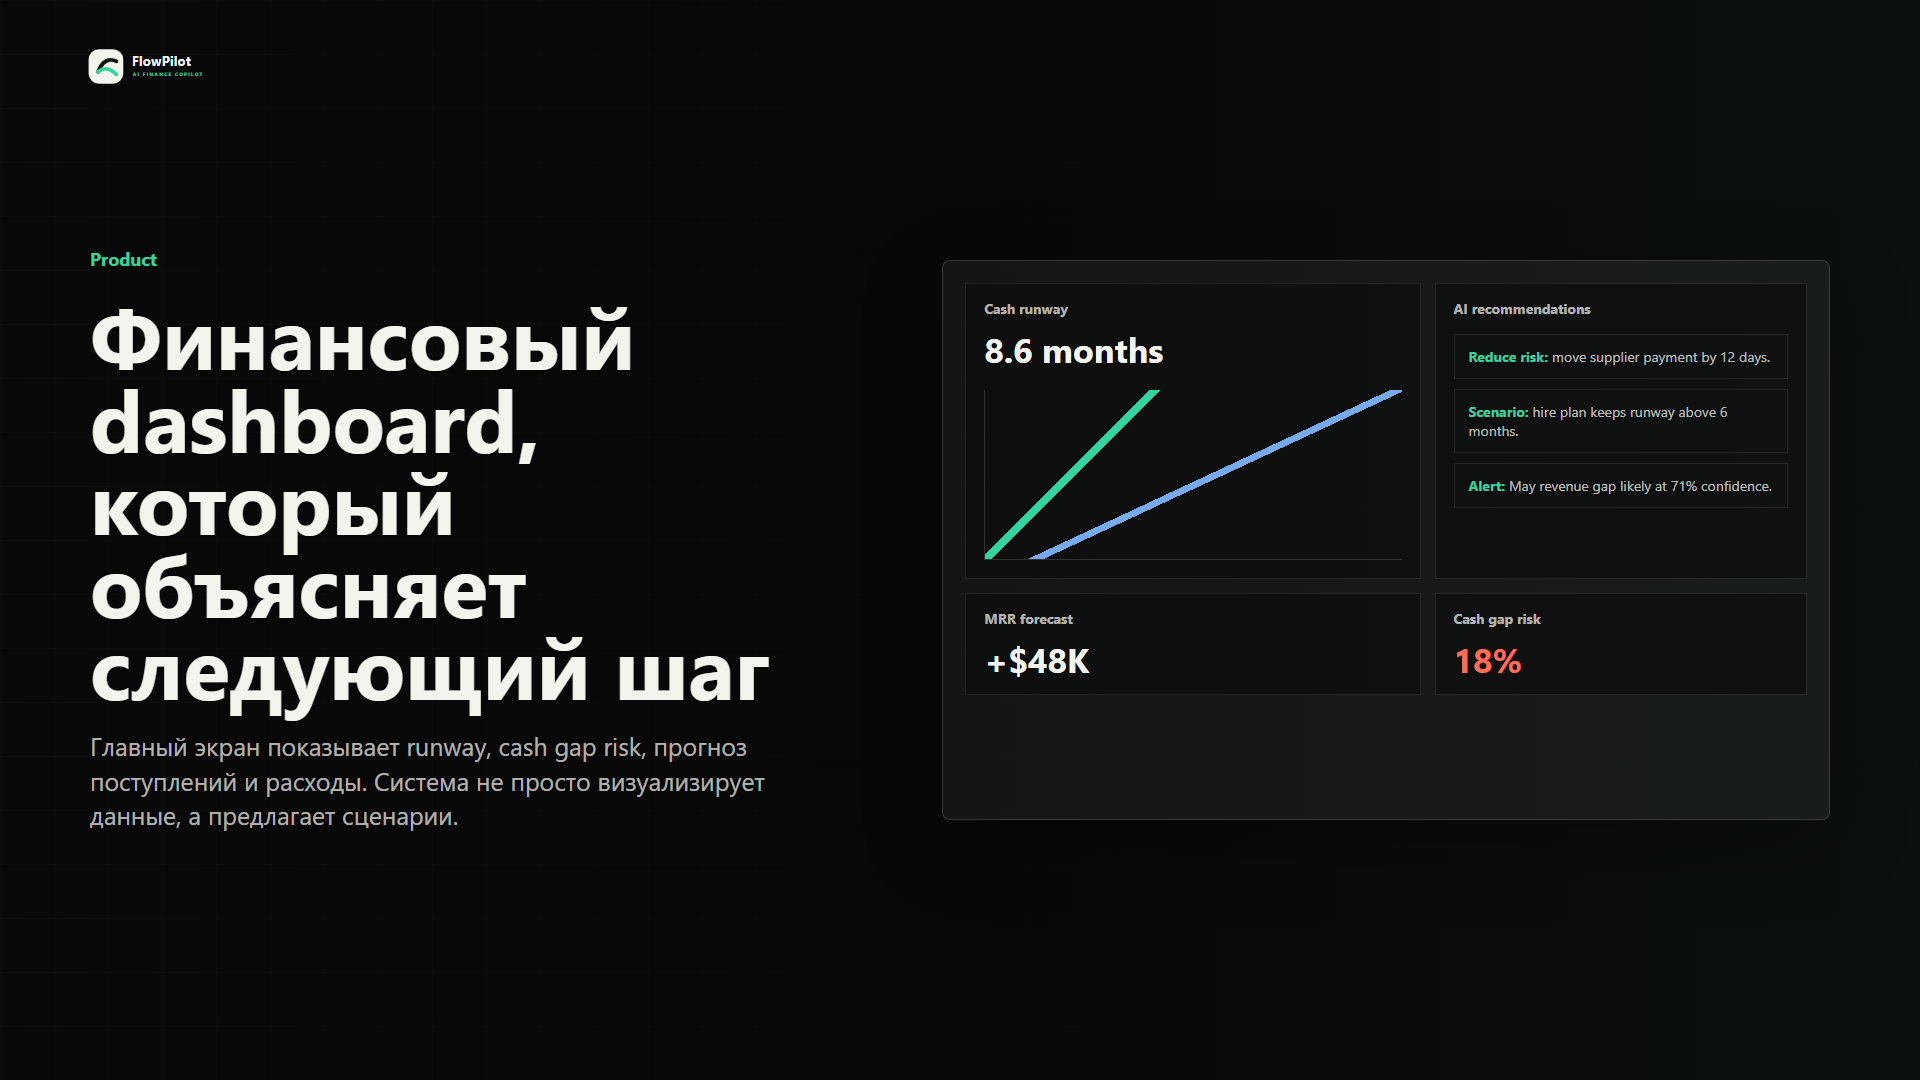 FlowPilot
AI FINANCE COPILOT
Product
Финансовый
dashboard,
который
объясняет
следующий шаг
Главный экран показывает runway, cash gap risk, прогноз
поступлений и расходы. Система не просто визуализирует
данные, а предлагает сценарии.
Cash runway
8.6 months
AI recommendations
Reduce risk: move supplier payment by 12 days.
Scenario: hire plan keeps runway above 6
months.
Alert: May revenue gap likely at 71% confidence.
MRR forecast
+$48K
Cash gap risk
18%